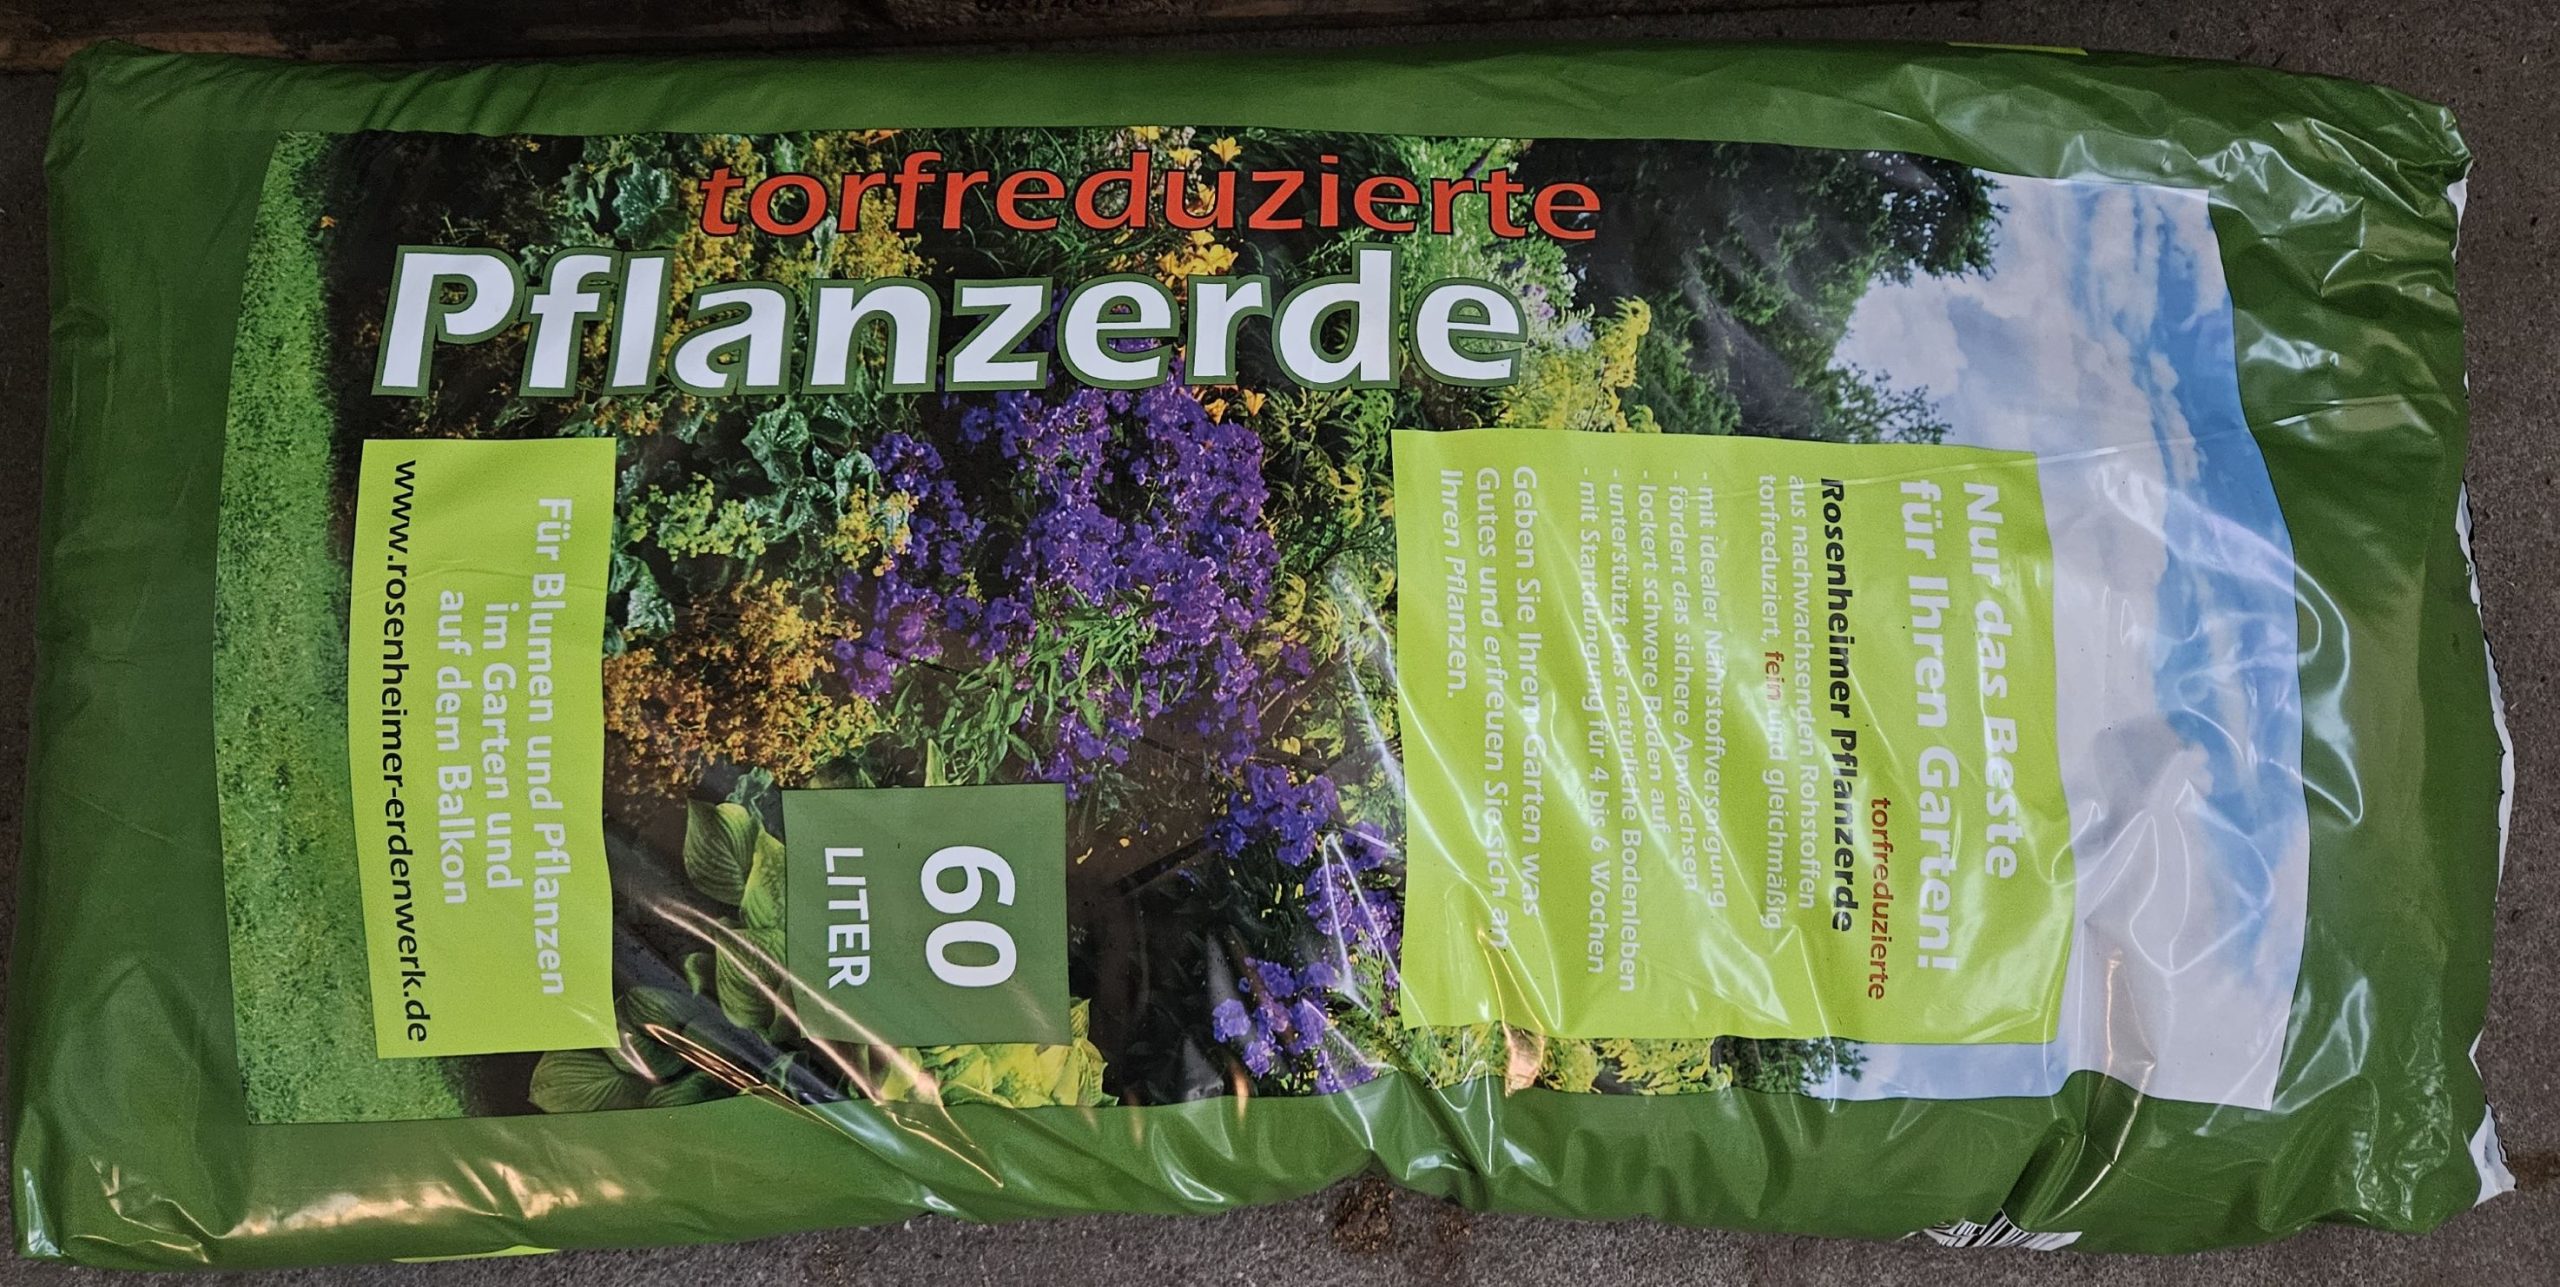 torfreduzierte
Pflanzerde
Nur das Beste
für Ihren Garten!
torfreduzierte
Rosenheimer Pflanzerde
aus nachwachsenden Rohstoffen
torfreduziert, fein und gleichmäßig
- mit idealer Nährstoffversorgung
- fördert das sichere Anwachsen
- lockert schwere Böden auf
- unterstützt das natürliche Bodenleben
- mit Startdüngung für 4 bis 6 Wochen
Geben Sie Ihrem Garten was
Gutes und erfreuen Sie sich an
Ihren Pflanzen.
60
LITER
Für Blumen und Pflanzen
im Garten und
auf dem Balkon
www.rosenheimer-erdenwerk.de